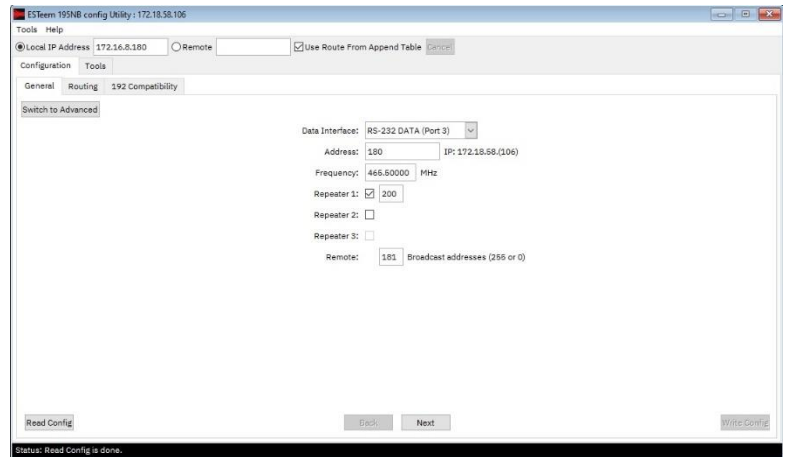 ESTeem 195NB config Utility : 172.18.58.106
Tools Help
Local IP Address 172.16.8.180 Remote Use Route From Append Table Cancel
Configuration Tools
General Routing 192 Compatibility
Switch to Advanced
Data Interface: RS-232 DATA (Port 3)
Address: 180 IP: 172.18.58.(106)
Frequency: 466.60000 MHz
Repeater 1: 200
Repeater 2:
Repeater 3:
Remote: 181 Broadcast addresses (255 or 0)
Read Config Back Next Write Config
Status: Read Config is done.